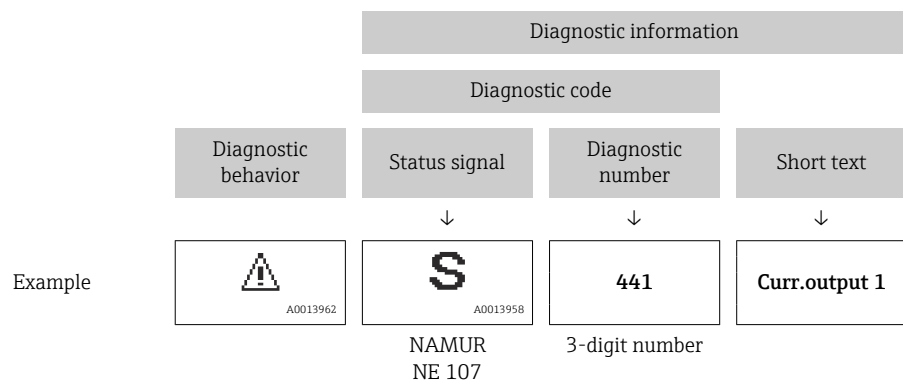 Diagnostic information
Diagnostic code
Diagnostic
behavior
Status signal
Diagnostic
number
Short text
↓ ↓ ↓
Example
A0013962
S
A0013958
441
Curr.output 1
NAMUR
NE 107
3-digit number